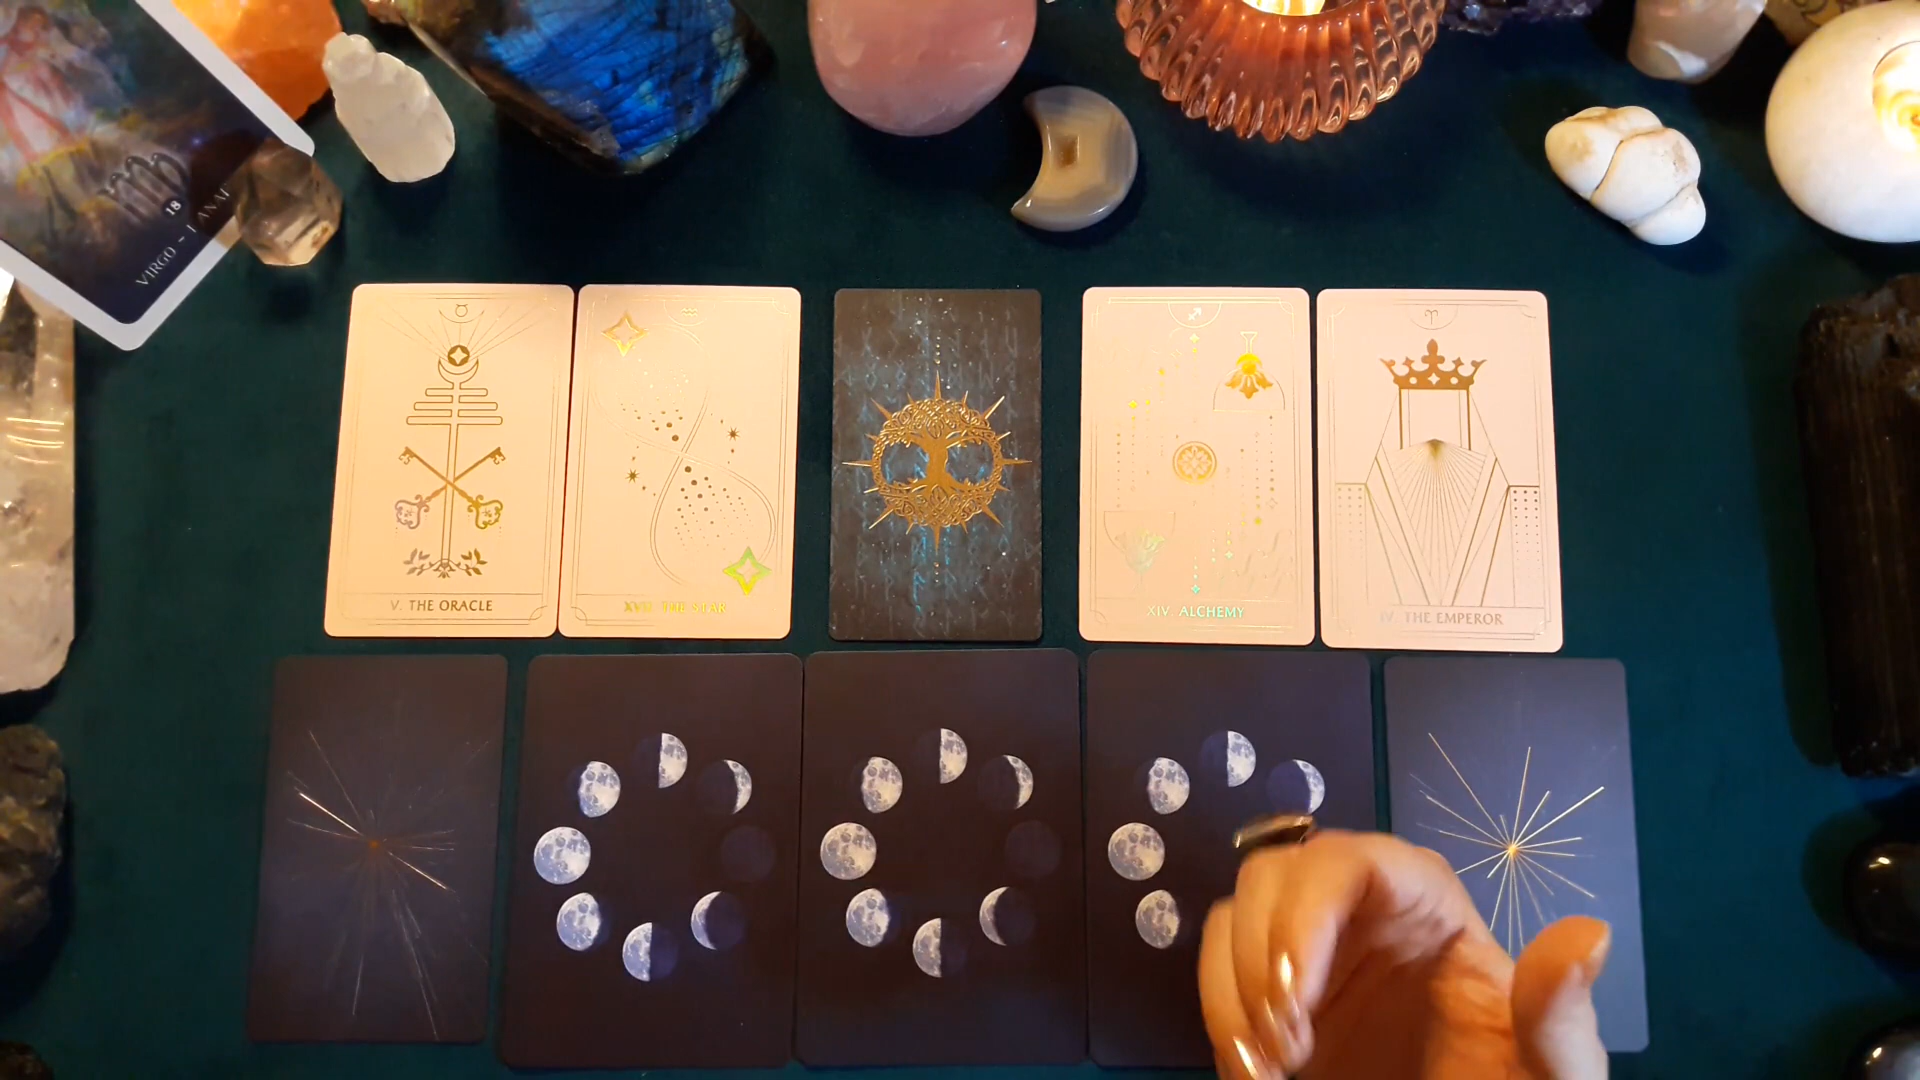 18
VIRGO ~
V. THE ORACLE
XVII. THE STAR
XIV. ALCHEMY
IV. THE EMPEROR